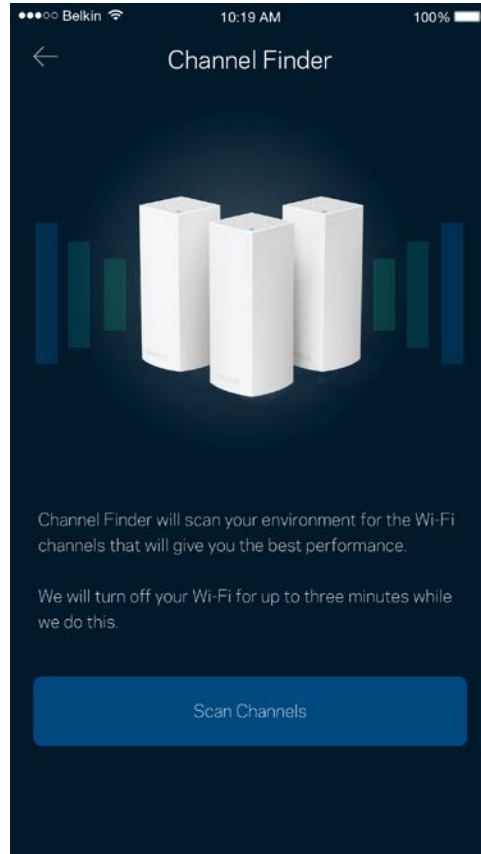 ●●●○○ Belkin 10:19 AM 100%
Channel Finder
Channel Finder will scan your environment for the Wi-Fi
channels that will give you the best performance.
We will turn off your Wi-Fi for up to three minutes while
we do this.
Scan Channels